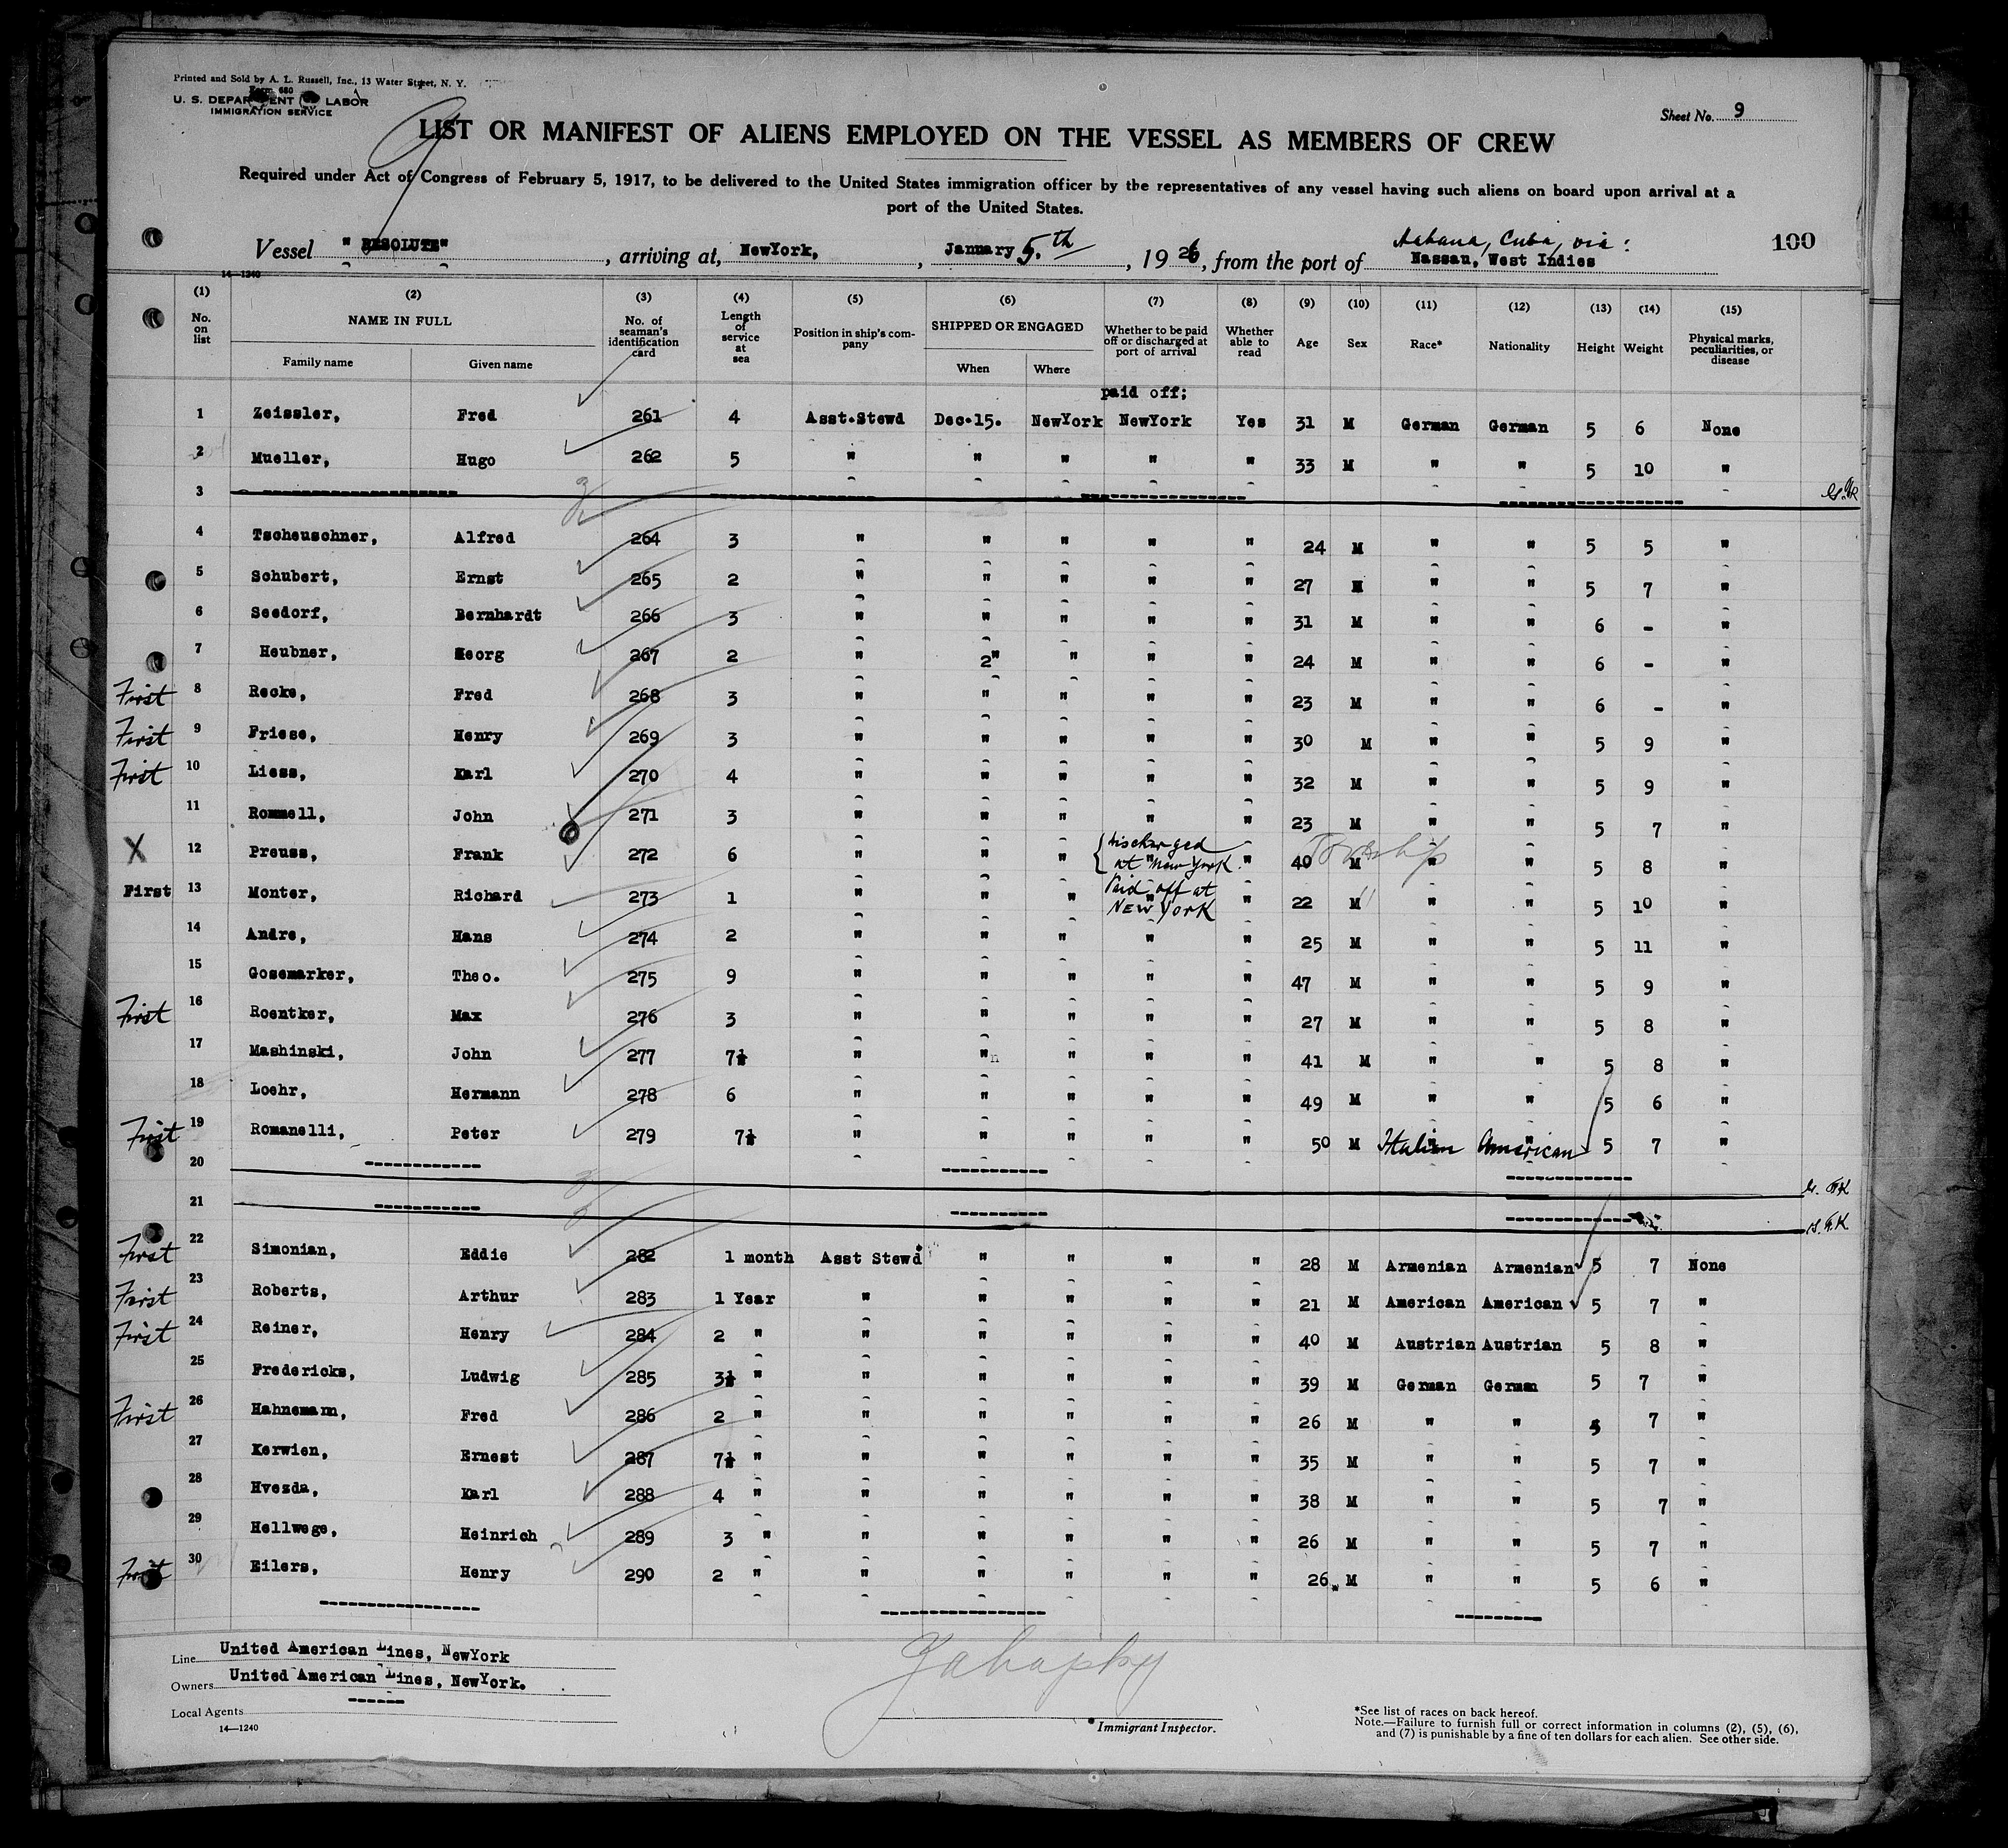 Printed and Sold by A. L. Russell, Inc., 13 Water Street, N. Y.
Form 680
U. S. DEPARTMENT OF LABOR
IMMIGRATION SERVICE
Sheet No. 9
LIST OR MANIFEST OF ALIENS EMPLOYED ON THE VESSEL AS MEMBERS OF CREW
Required under Act of Congress of February 5, 1917, to be delivered to the United States immigration officer by the representatives of any vessel having such aliens on board upon arrival at a
port of the United States.
Vessel " RESOLUTE" , arriving at, NewYork, , January 5.th , 1926, from the port of Habana, Cuba, via: Nassau, West Indies
100
14—1240
(1) No. on list (2) NAME IN FULL Family name Given name (3) No. of seaman's identification card (4) Length of service at sea (5) Position in ship's company (6) SHIPPED OR ENGAGED When Where (7) Whether to be paid off or discharged at port of arrival (8) Whether able to read (9) Age (10) Sex (11) Race* (12) Nationality (13) Height (14) Weight (15) Physical marks, peculiarities, or disease
paid off;
1 Zeissler, Fred 261 4 Asst.Stewd Dec.15. NewYork NewYork Yes 31 M German German 5 6 None
2 Mueller, Hugo 262 5 " " " " " 33 M " " 5 10 "
3
4 Tscheuschner, Alfred 264 3 " " " " " 24 M " " 5 5 "
5 Schubert, Ernst 265 2 " " " " " 27 M " " 5 7 "
6 Seedorf, Bernhardt 266 3 " " " " " 31 M " " 6 - "
7 Heubner, Georg 267 2 " 2" " " " 24 M " " 6 - "
First 8 Recke, Fred 268 3 " " " " " 23 M " " 6 - "
First 9 Friese, Henry 269 3 " " " " " 30 M " " 5 9 "
First 10 Liess, Karl 270 4 " " " " " 32 M " " 5 9 "
11 Rommell, John 271 3 " " " " " 23 M " " 5 7 "
X 12 Preuss, Frank 272 6 " " " Discharged at New York. " 40 M " " 5 8 "
First 13 Monter, Richard 273 1 " " " Paid off at NEW YORK " 22 M " " 5 10 "
14 Andre, Hans 274 2 " " " " " 25 M " " 5 11 "
15 Gosemarker, Theo. 275 9 " " " " " 47 M " " 5 9 "
First 16 Roentker, Max 276 3 " " " " " 27 M " " 5 8 "
17 Mashinski, John 277 7½ " " " " " 41 M " " 5 8 "
18 Loehr, Hermann 278 6 " " " " " 49 M " " 5 6 "
First 19 Romanelli, Peter 279 7½ " " " " " 50 M Italian American 5 7 "
20
21
First 22 Simonian, Eddie 282 1 month Asst Stewd " " " " 28 M Armenian Armenian 5 7 None
First 23 Roberts, Arthur 283 1 Year " " " " " 21 M American American 5 7 "
First 24 Reiner, Henry 284 2 " " " " " " 40 M Austrian Austrian 5 8 "
25 Fredericks, Ludwig 285 3½ " " " " " " 39 M German German 5 7 "
First 26 Hahnemann, Fred 286 2 " " " " " " 26 M " " 5 7 "
27 Kerwien, Ernest 287 7½ " " " " " " 35 M " " 5 7 "
28 Hvezda, Karl 288 4 " " " " " " 38 M " " 5 7 "
29 Hellwege, Heinrich 289 3 " " " " " " 26 M " " 5 7 "
First 30 Eilers, Henry 290 2 " " " " " " 26 M " " 5 6 "
Line United American Lines, NewYork
Owners United American Lines, NewYork.
Local Agents
14—1240
Immigrant Inspector.
*See list of races on back hereof.
Note.—Failure to furnish full or correct information in columns (2), (5), (6),
and (7) is punishable by a fine of ten dollars for each alien. See other side.